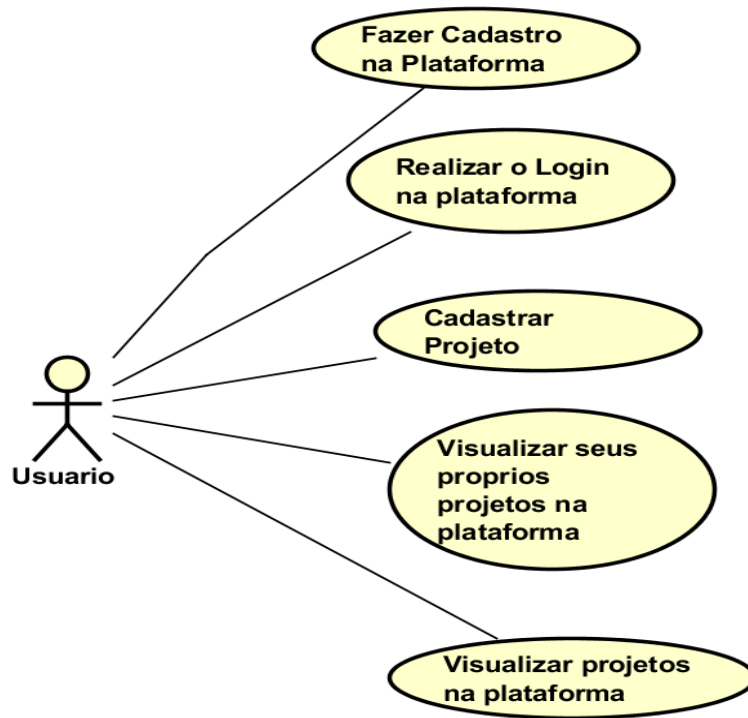 Fazer Cadastro
na Plataforma
Realizar o Login
na plataforma
Cadastrar
Projeto
Usuario
Visualizar seus
proprios
projetos na
plataforma
Visualizar projetos
na plataforma